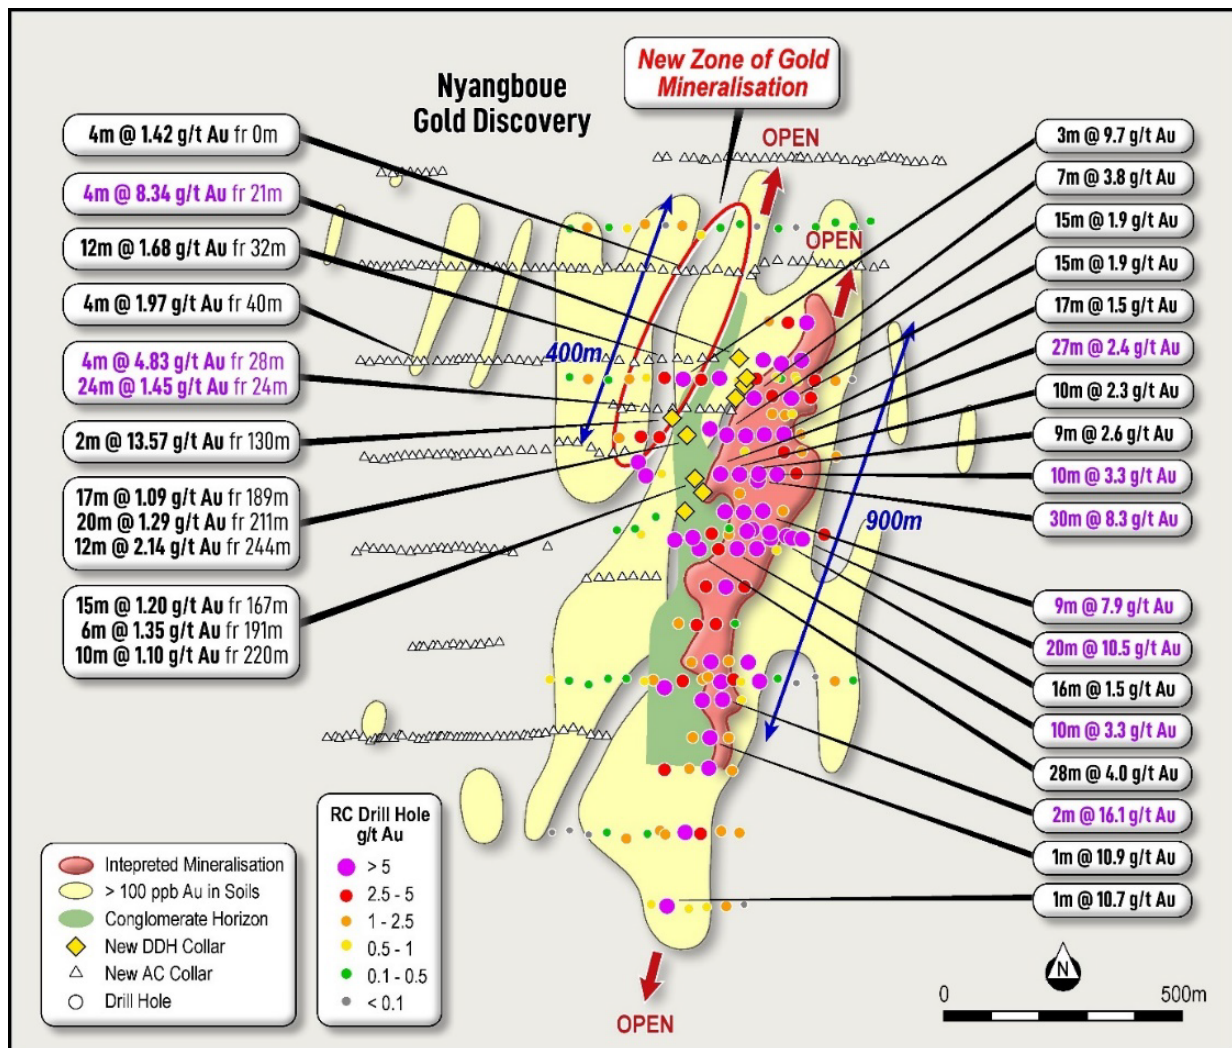 Nyangboue
Gold Discovery
New Zone of Gold
Mineralisation
OPEN
OPEN
4m @ 1.42 g/t Au fr 0m
4m @ 8.34 g/t Au fr 21m
12m @ 1.68 g/t Au fr 32m
4m @ 1.97 g/t Au fr 40m
4m @ 4.83 g/t Au fr 28m
24m @ 1.45 g/t Au fr 24m
2m @ 13.57 g/t Au fr 130m
17m @ 1.09 g/t Au fr 189m
20m @ 1.29 g/t Au fr 211m
12m @ 2.14 g/t Au fr 244m
15m @ 1.20 g/t Au fr 167m
6m @ 1.35 g/t Au fr 191m
10m @ 1.10 g/t Au fr 220m
400m
900m
3m @ 9.7 g/t Au
7m @ 3.8 g/t Au
15m @ 1.9 g/t Au
15m @ 1.9 g/t Au
17m @ 1.5 g/t Au
27m @ 2.4 g/t Au
10m @ 2.3 g/t Au
9m @ 2.6 g/t Au
10m @ 3.3 g/t Au
30m @ 8.3 g/t Au
9m @ 7.9 g/t Au
20m @ 10.5 g/t Au
16m @ 1.5 g/t Au
10m @ 3.3 g/t Au
28m @ 4.0 g/t Au
2m @ 16.1 g/t Au
1m @ 10.9 g/t Au
1m @ 10.7 g/t Au
Intepreted Mineralisation
> 100 ppb Au in Soils
Conglomerate Horizon
New DDH Collar
New AC Collar
Drill Hole
RC Drill Hole
g/t Au
> 5
2.5 - 5
1 - 2.5
0.5 - 1
0.1 - 0.5
< 0.1
OPEN
N
0 500m